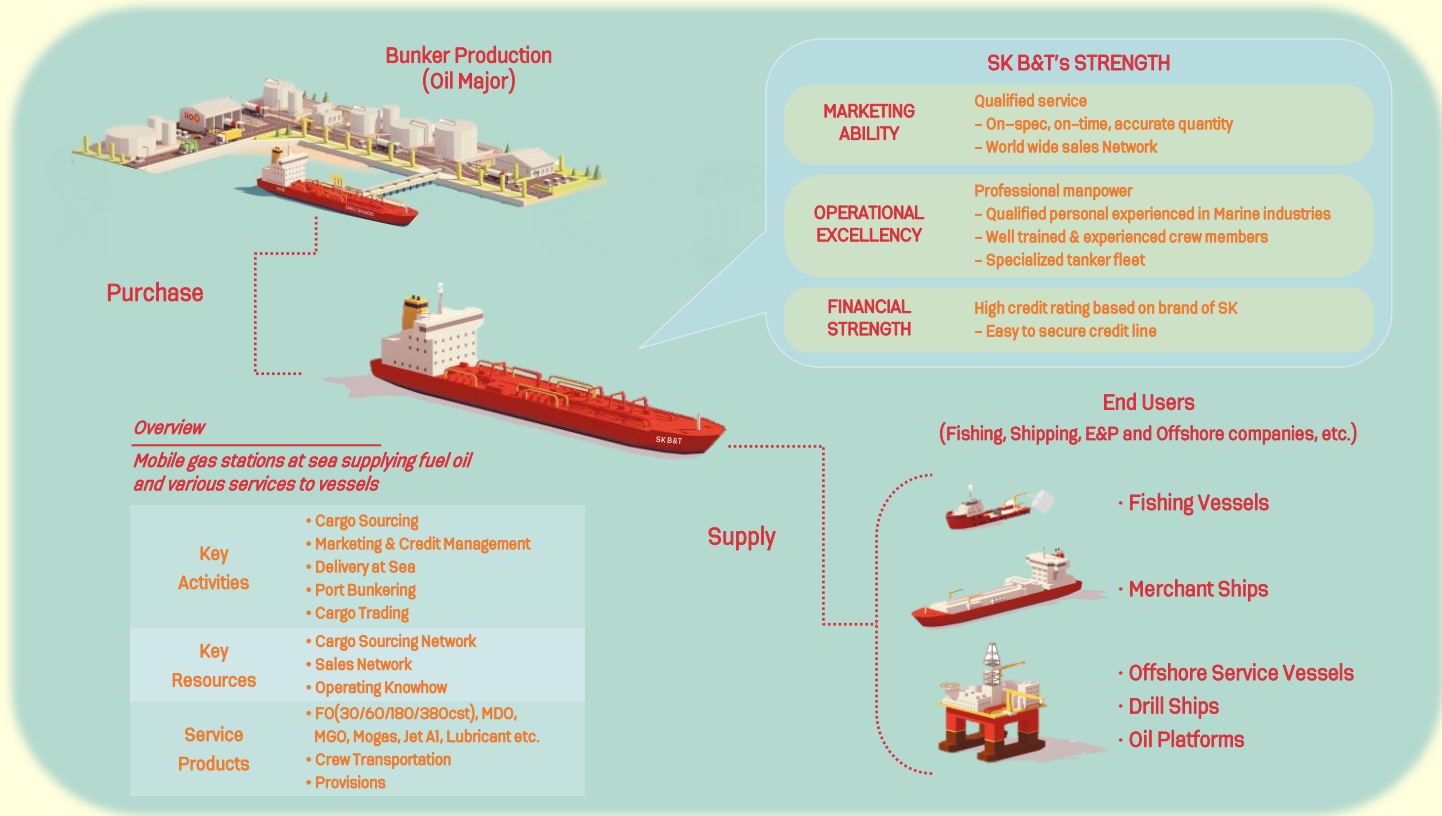 Bunker Production
(Oil Major)
SK B&T's STRENGTH
MARKETING
ABILITY
Qualified service
- On-spec, on-time, accurate quantity
- World wide sales Network
OPERATIONAL
EXCELLENCY
Professional manpower
- Qualified personal experienced in Marine industries
- Well trained & experienced crew members
- Specialized tanker fleet
FINANCIAL
STRENGTH
High credit rating based on brand of SK
- Easy to secure credit line
Purchase
SK B&T
Overview
Mobile gas stations at sea supplying fuel oil
and various services to vessels
Key
Activities
• Cargo Sourcing
• Marketing & Credit Management
• Delivery at Sea
• Port Bunkering
• Cargo Trading
Key
Resources
• Cargo Sourcing Network
• Sales Network
• Operating Knowhow
Service
Products
• FO(30/60/180/380cst), MDO,
MGO, Mogas, Jet A1, Lubricant etc.
• Crew Transportation
• Provisions
Supply
End Users
(Fishing, Shipping, E&P and Offshore companies, etc.)
· Fishing Vessels
· Merchant Ships
· Offshore Service Vessels
· Drill Ships
· Oil Platforms